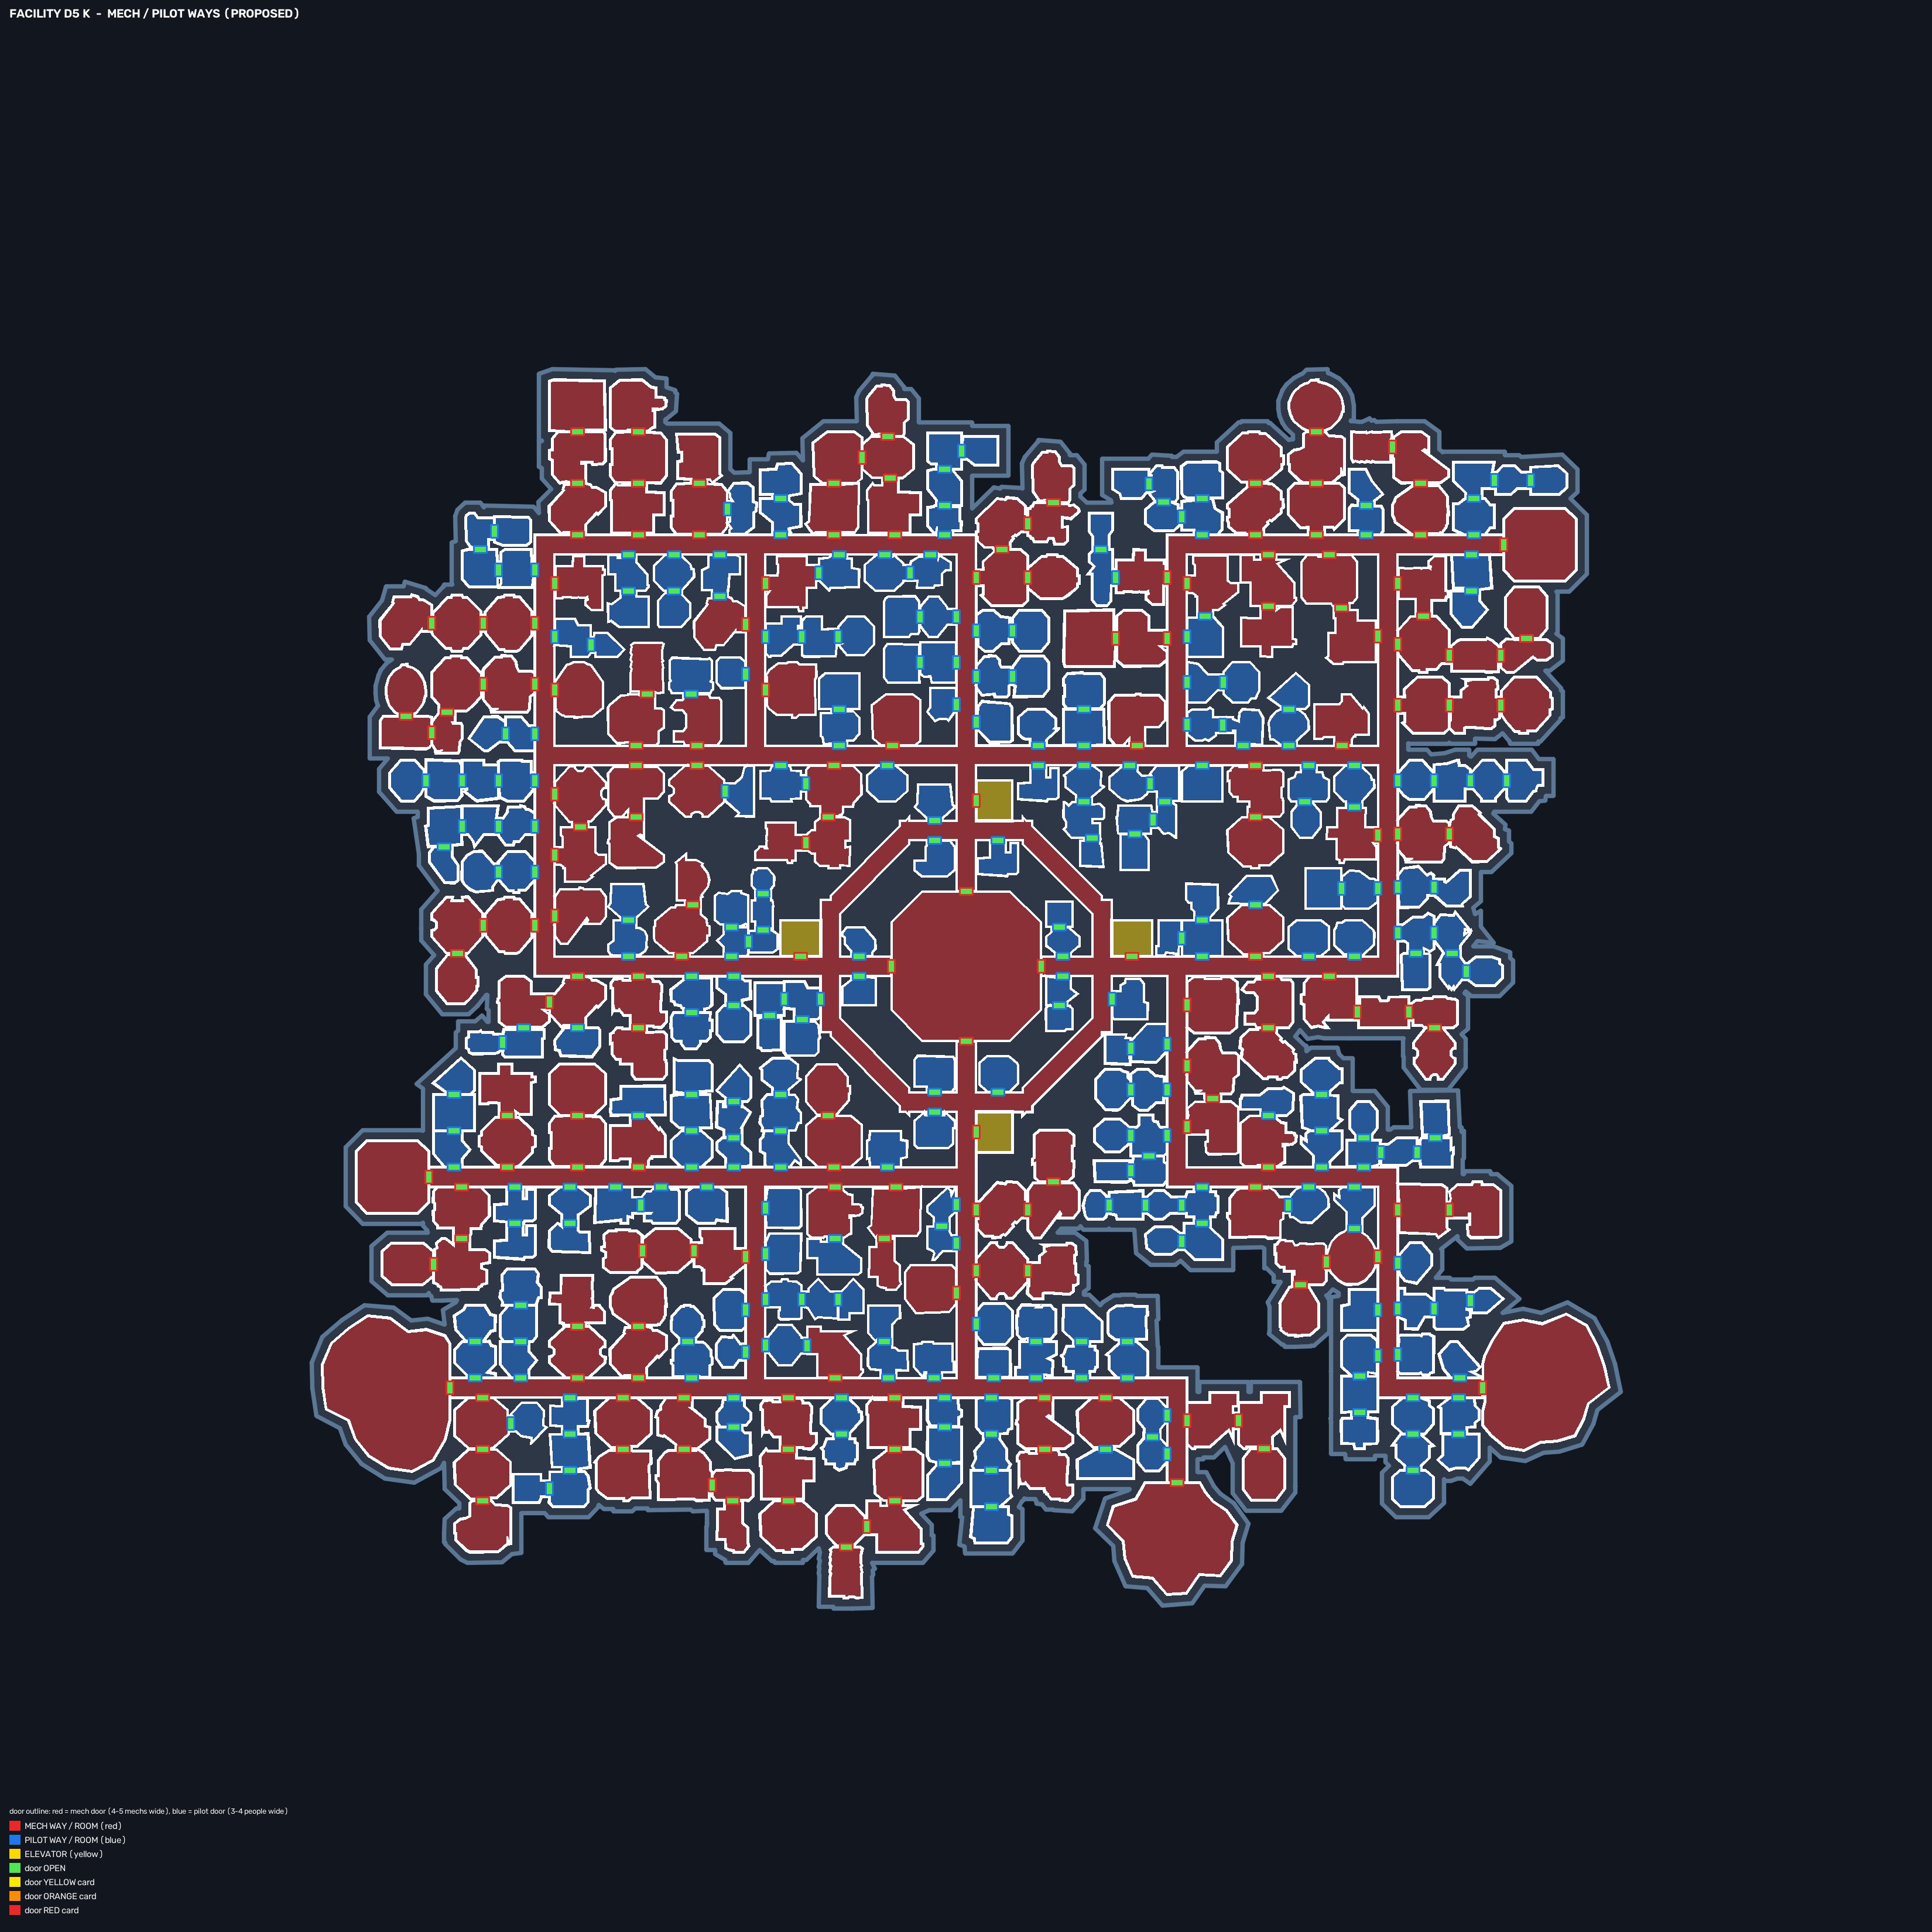 FACILITY D5 K - MECH / PILOT WAYS (PROPOSED)
door outline: red = mech door (4-5 mechs wide), blue = pilot door (3-4 people wide)
MECH WAY / ROOM (red)
PILOT WAY / ROOM (blue)
ELEVATOR (yellow)
door OPEN
door YELLOW card
door ORANGE card
door RED card